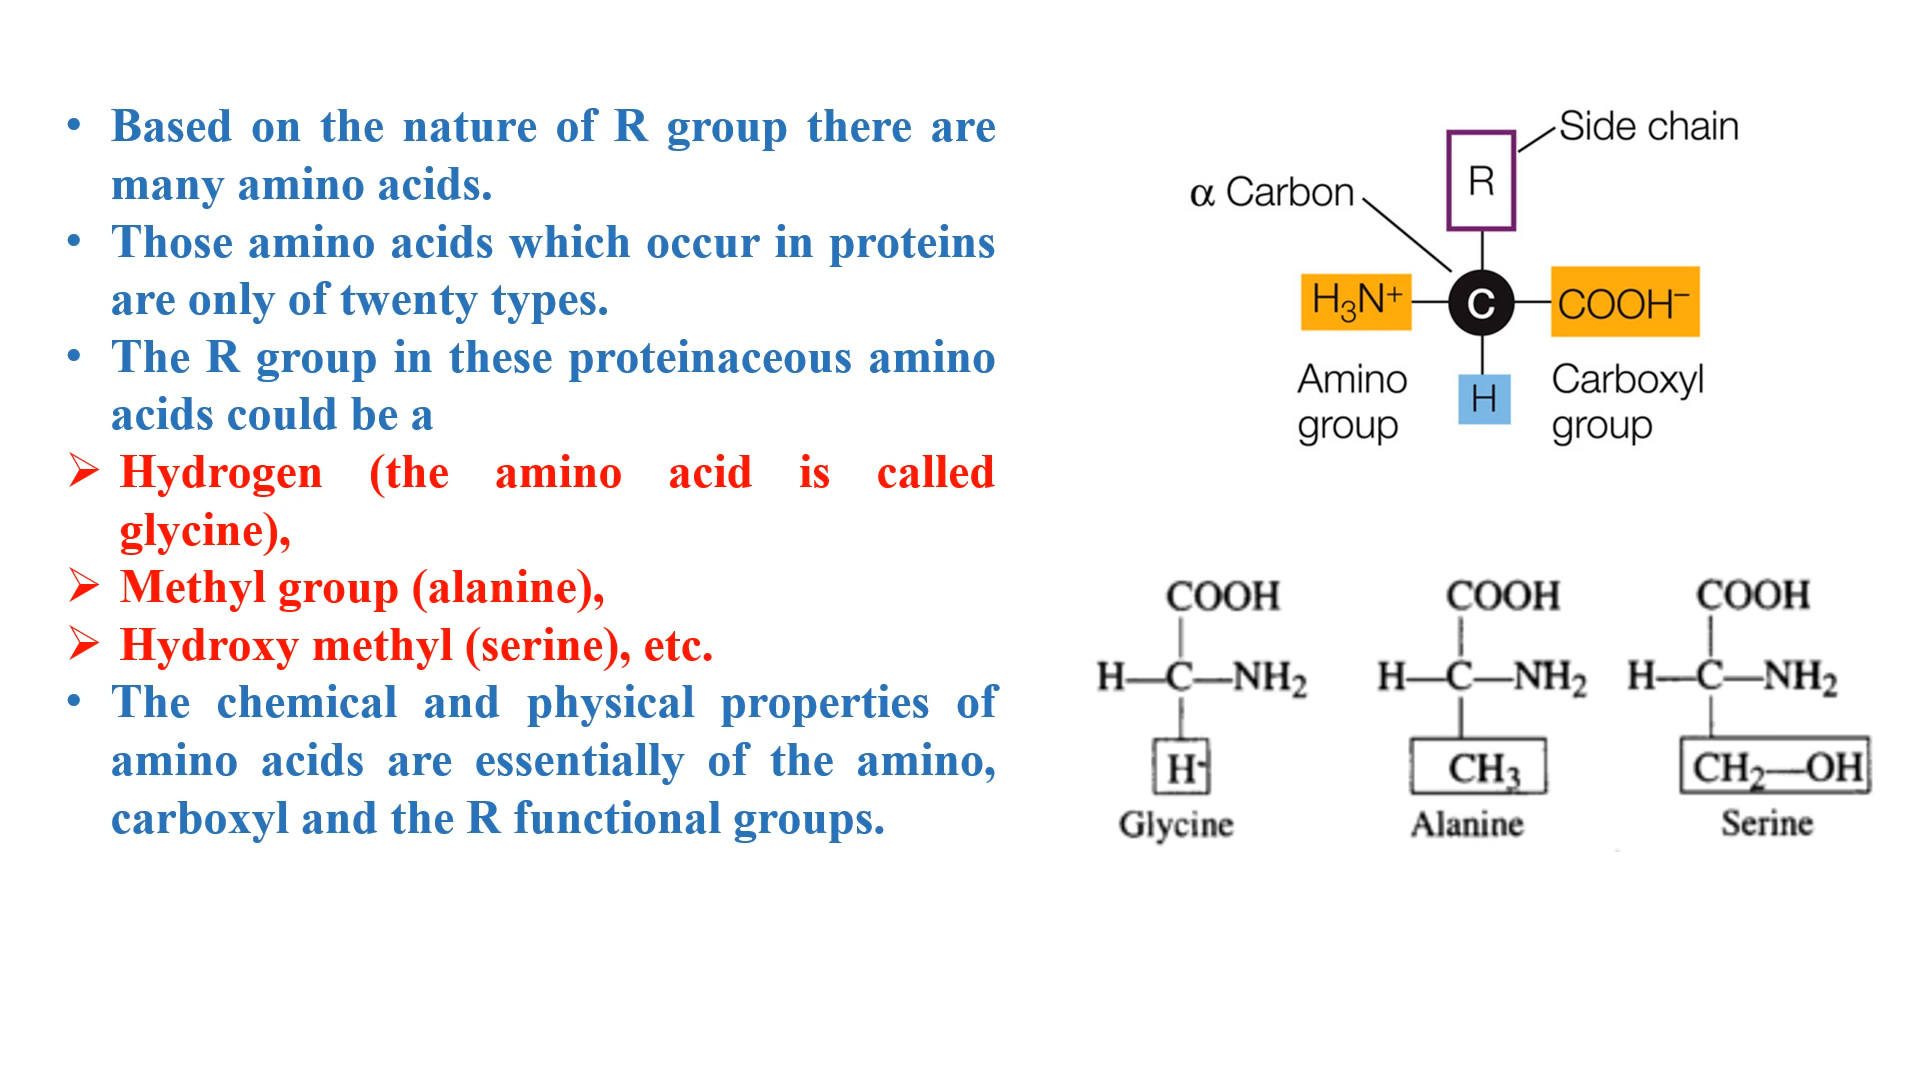 • Based on the nature of R group there are
many amino acids.
• Those amino acids which occur in proteins
are only of twenty types.
• The R group in these proteinaceous amino
acids could be a
➢ Hydrogen (the amino acid is called
glycine),
➢ Methyl group (alanine),
➢ Hydroxy methyl (serine), etc.
• The chemical and physical properties of
amino acids are essentially of the amino,
carboxyl and the R functional groups.
Side chain
R
α Carbon
H₃N⁺ C COOH⁻
Amino
group
H
Carboxyl
group
COOH COOH COOH
H—C—NH₂ H—C—NH₂ H—C—NH₂
H CH₃ CH₂—OH
Glycine Alanine Serine